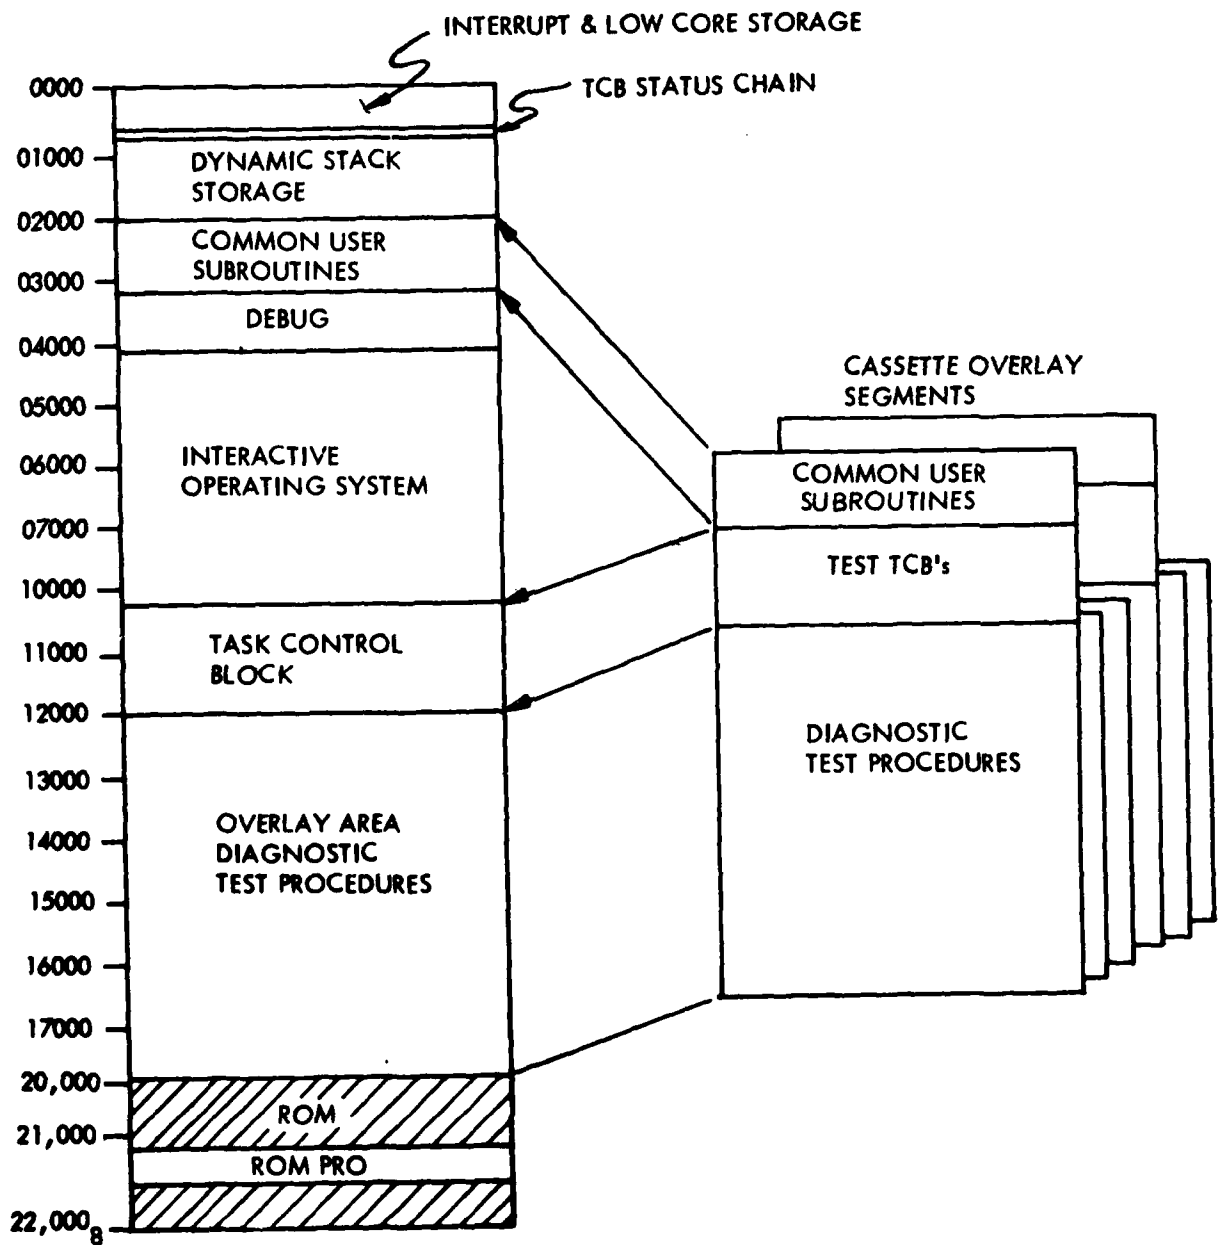 INTERRUPT & LOW CORE STORAGE
TCB STATUS CHAIN
0000
01000
DYNAMIC STACK
STORAGE
02000
COMMON USER
SUBROUTINES
03000
DEBUG
04000
05000
INTERACTIVE
OPERATING SYSTEM
06000
07000
10000
TASK CONTROL
BLOCK
11000
12000
13000
OVERLAY AREA
DIAGNOSTIC
TEST PROCEDURES
14000
15000
16000
17000
20,000
ROM
21,000
ROM PRO
22,000₈
CASSETTE OVERLAY
SEGMENTS
COMMON USER
SUBROUTINES
TEST TCB's
DIAGNOSTIC
TEST PROCEDURES